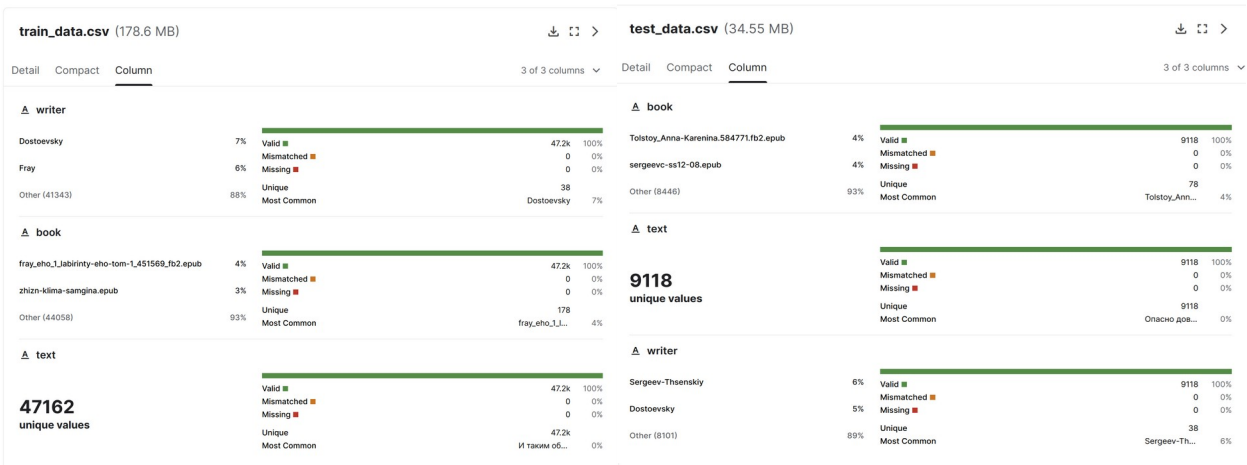 train_data.csv (178.6 MB)
Detail Compact Column 3 of 3 columns
A writer
Dostoevsky 7%
Fray 6%
Other (41343) 88%
Valid 47.2k 100%
Mismatched 0 0%
Missing 0 0%
Unique 38
Most Common Dostoevsky 7%
A book
fray_eho_1_labirinty-eho-tom-1_451569_fb2.epub 4%
zhizn-klima-samgina.epub 3%
Other (44058) 93%
Valid 47.2k 100%
Mismatched 0 0%
Missing 0 0%
Unique 178
Most Common fray_eho_1_l... 4%
A text
47162
unique values
Valid 47.2k 100%
Mismatched 0 0%
Missing 0 0%
Unique 47.2k
Most Common И таким об... 0%
test_data.csv (34.55 MB)
Detail Compact Column 3 of 3 columns
A book
Tolstoy_Anna-Karenina.584771.fb2.epub 4%
sergeevc-ss12-08.epub 4%
Other (8446) 93%
Valid 9118 100%
Mismatched 0 0%
Missing 0 0%
Unique 78
Most Common Tolstoy_Ann... 4%
A text
9118
unique values
Valid 9118 100%
Mismatched 0 0%
Missing 0 0%
Unique 9118
Most Common Опасно дов... 0%
A writer
Sergeev-Thsenskiy 6%
Dostoevsky 5%
Other (8101) 89%
Valid 9118 100%
Mismatched 0 0%
Missing 0 0%
Unique 38
Most Common Sergeev-Th... 6%